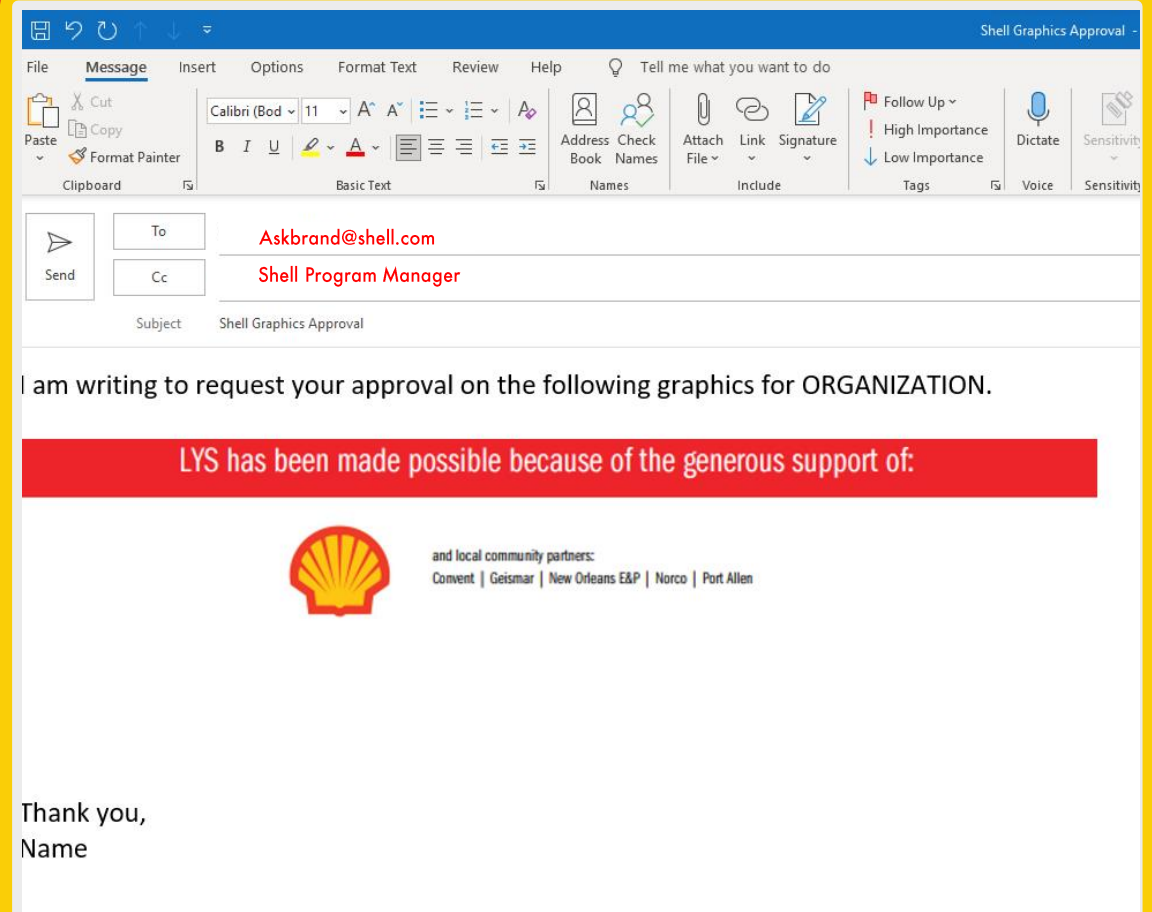 Shell Graphics Approval -
File Message Insert Options Format Text Review Help Tell me what you want to do
Paste
Cut
Copy
Format Painter
Clipboard
Calibri (Bod 11 A A A
B I U A
Basic Text
Address Book
Check Names
Names
Attach File
Link
Signature
Include
Follow Up
High Importance
Low Importance
Tags
Dictate
Voice
Sensitivity
Sensitivity
Send
To Askbrand@shell.com
Cc Shell Program Manager
Subject Shell Graphics Approval
I am writing to request your approval on the following graphics for ORGANIZATION.
LYS has been made possible because of the generous support of:
and local community partners:
Convent | Geismar | New Orleans E&P | Norco | Port Allen
Thank you,
Name